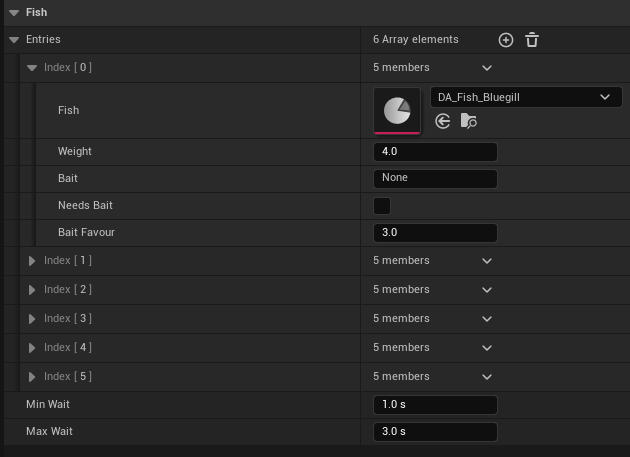 Fish
Entries 6 Array elements
Index [ 0 ] 5 members
Fish DA_Fish_Bluegill
Weight 4.0
Bait None
Needs Bait
Bait Favour 3.0
Index [ 1 ] 5 members
Index [ 2 ] 5 members
Index [ 3 ] 5 members
Index [ 4 ] 5 members
Index [ 5 ] 5 members
Min Wait 1.0 s
Max Wait 3.0 s